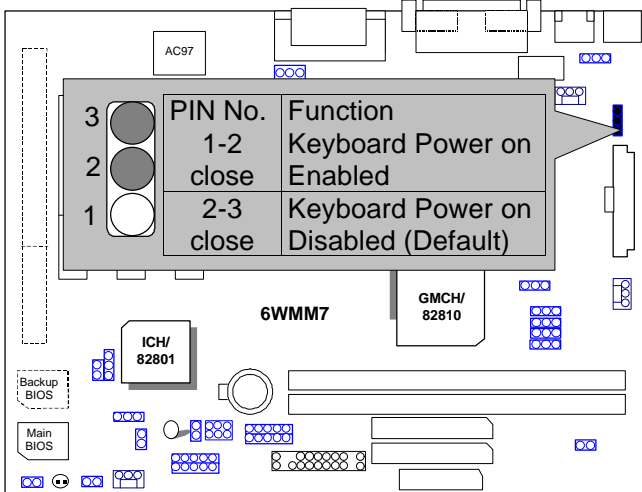 AC97
3
2
1
PIN No. Function
1-2 Keyboard Power on
close Enabled
2-3 Keyboard Power on
close Disabled (Default)
6WMM7
GMCH/
82810
ICH/
82801
Backup
BIOS
Main
BIOS